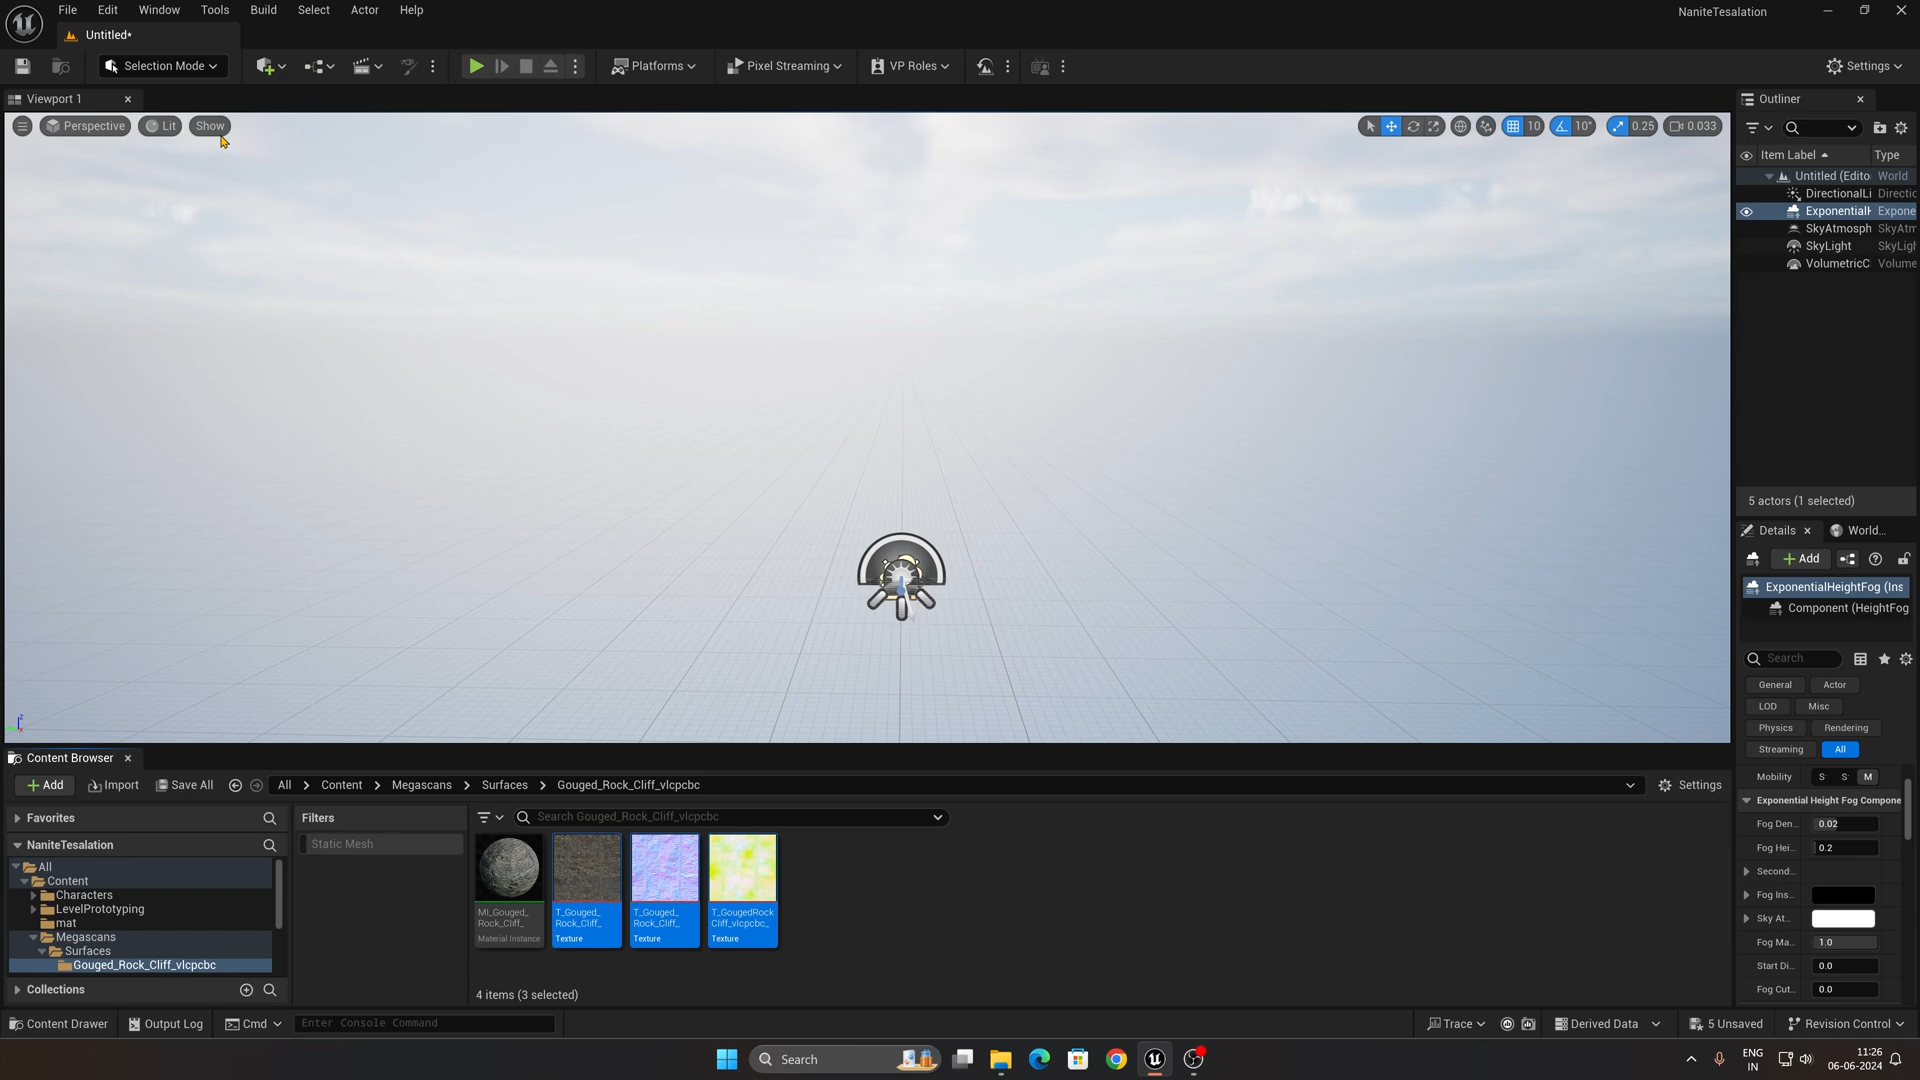 File Edit Window Tools Build Select Actor Help
NaniteTesalation
Untitled*
Selection Mode
Platforms
Pixel Streaming
VP Roles
Settings
Viewport 1
Outliner
Perspective
Lit
Show
10
10°
0.25
0.033
Item Label
Type
Untitled (Edito
World
DirectionalLi
Directio
ExponentialH
Expone
SkyAtmosph
SkyAtm
SkyLight
SkyLigh
VolumetricC
Volume
5 actors (1 selected)
Details
World...
Add
ExponentialHeightFog (Ins
Component (HeightFog
Search
General
Actor
LOD
Misc
Physics
Rendering
Streaming
All
Mobility
S
S
M
Exponential Height Fog Compone
Fog Den...
0.02
Fog Hei...
0.2
Second...
Fog Ins...
Sky At...
Fog Ma...
1.0
Start Di...
0.0
Fog Cut...
0.0
Content Browser
Add
Import
Save All
All
Content
Megascans
Surfaces
Gouged_Rock_Cliff_vlcpcbc
Settings
Favorites
NaniteTesalation
All
Content
Characters
LevelPrototyping
mat
Megascans
Surfaces
Gouged_Rock_Cliff_vlcpcbc
Collections
Filters
Static Mesh
Search Gouged_Rock_Cliff_vlcpcbc
MI_Gouged_
Rock_Cliff_
Material Instance
T_Gouged_
Rock_Cliff_
Texture
T_Gouged_
Rock_Cliff_
Texture
T_GougedRock
Cliff_vlcpcbc_
Texture
4 items (3 selected)
Content Drawer
Output Log
Cmd
Enter Console Command
Trace
Derived Data
5 Unsaved
Revision Control
Search
ENG
IN
11:26
06-06-2024